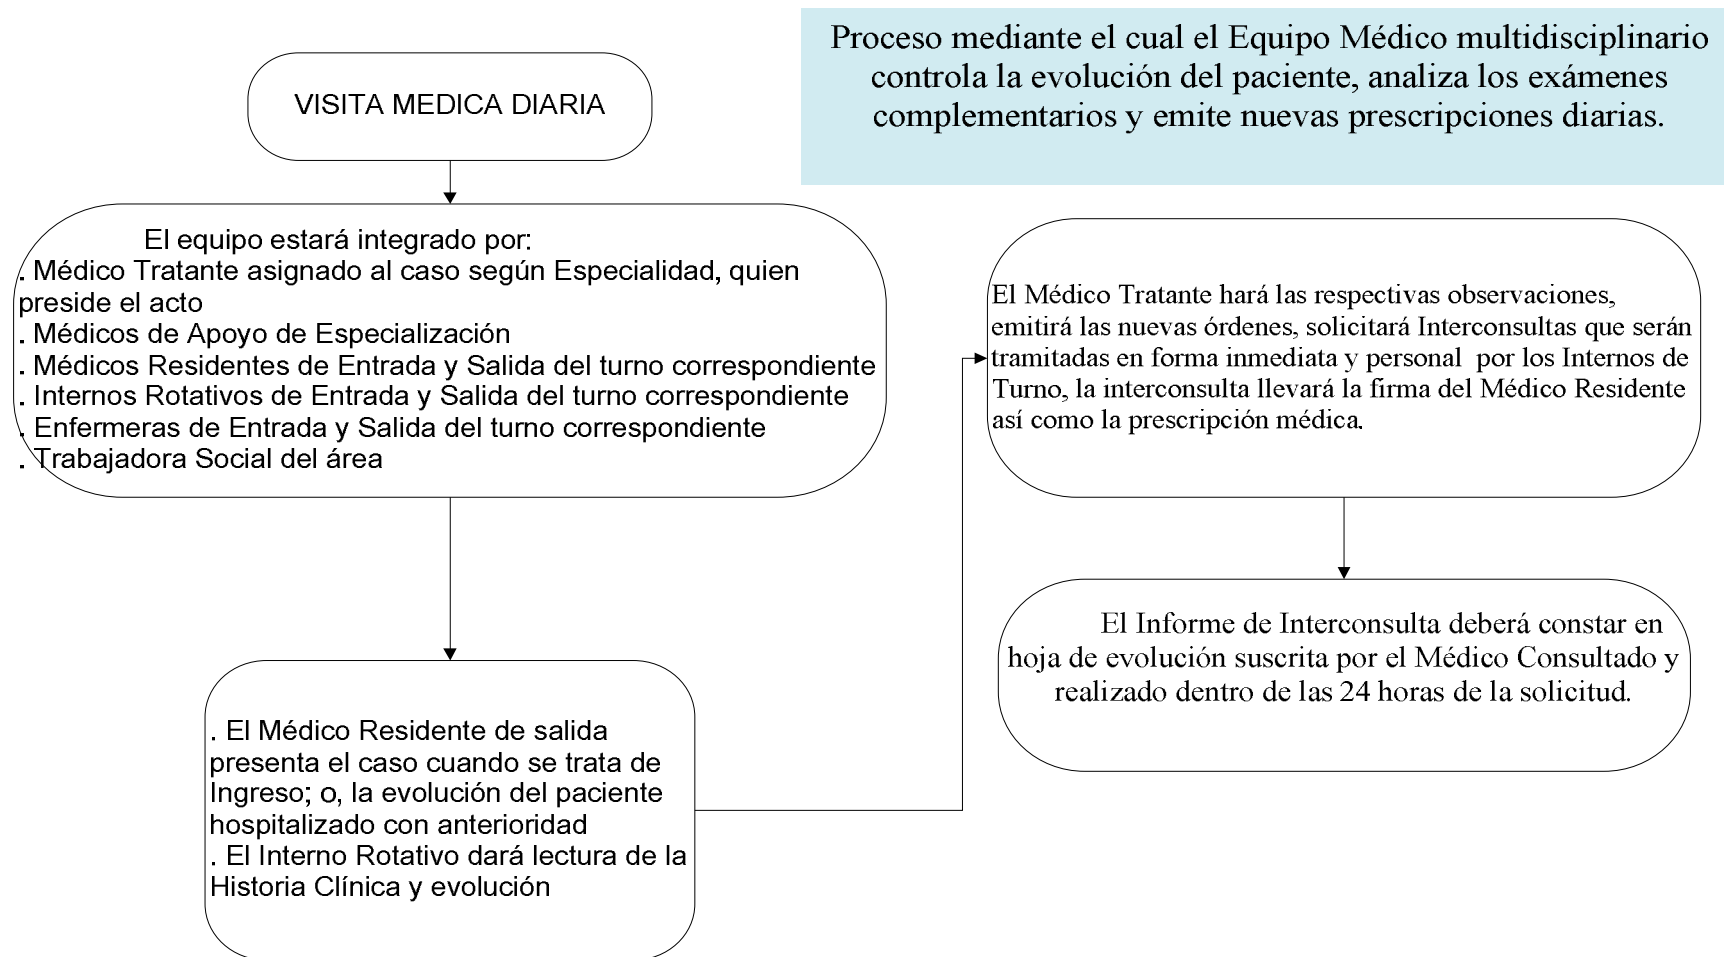 Proceso mediante el cual el Equipo Médico multidisciplinario
controla la evolución del paciente, analiza los exámenes
complementarios y emite nuevas prescripciones diarias.
VISITA MEDICA DIARIA
El equipo estará integrado por:
. Médico Tratante asignado al caso según Especialidad, quien
preside el acto
. Médicos de Apoyo de Especialización
. Médicos Residentes de Entrada y Salida del turno correspondiente
. Internos Rotativos de Entrada y Salida del turno correspondiente
. Enfermeras de Entrada y Salida del turno correspondiente
. Trabajadora Social del área
. El Médico Residente de salida
presenta el caso cuando se trata de
Ingreso; o, la evolución del paciente
hospitalizado con anterioridad
. El Interno Rotativo dará lectura de la
Historia Clínica y evolución
El Médico Tratante hará las respectivas observaciones,
emitirá las nuevas órdenes, solicitará Interconsultas que serán
tramitadas en forma inmediata y personal  por los Internos de
Turno, la interconsulta llevará la firma del Médico Residente
así como la prescripción médica.
El Informe de Interconsulta deberá constar en
hoja de evolución suscrita por el Médico Consultado y
realizado dentro de las 24 horas de la solicitud.